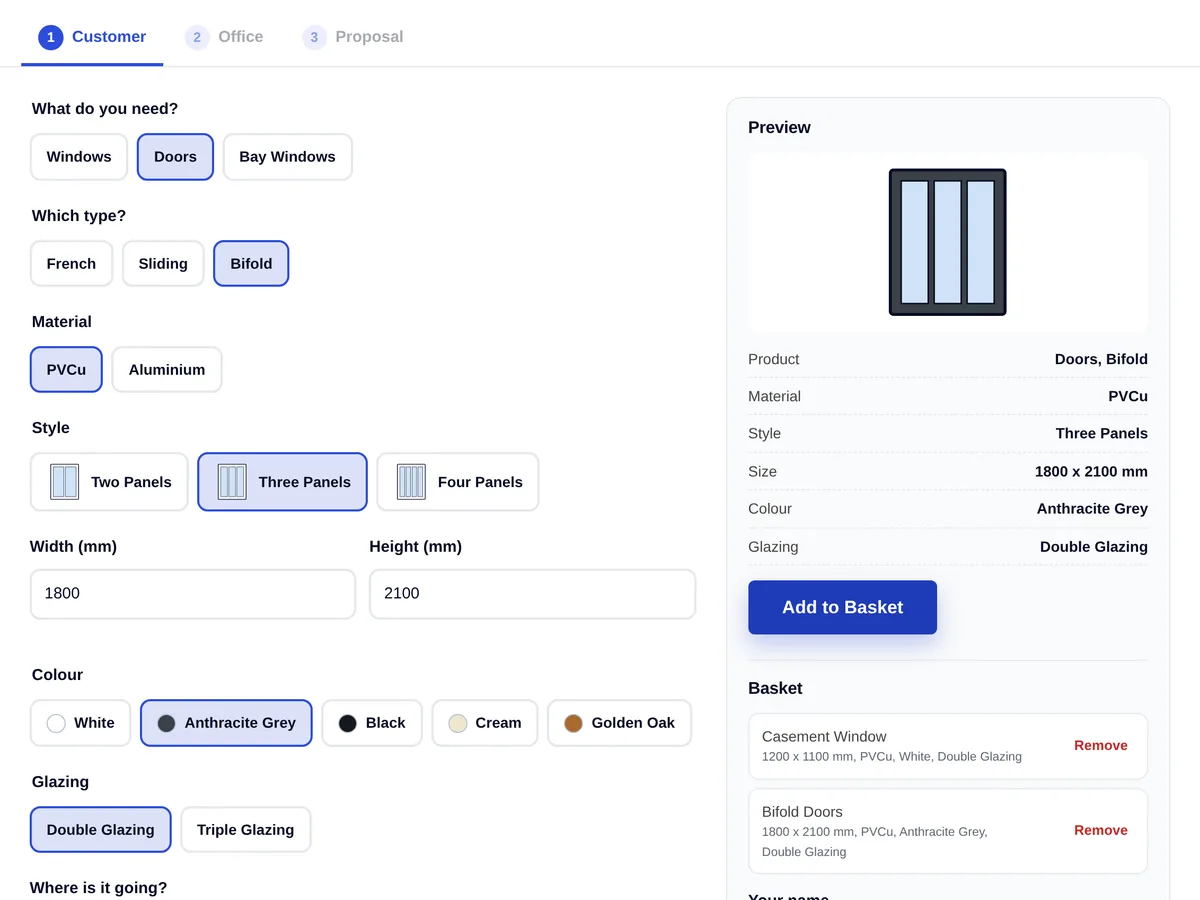 1 Customer
2 Office
3 Proposal
What do you need?
Windows
Doors
Bay Windows
Which type?
French
Sliding
Bifold
Material
PVCu
Aluminium
Style
Two Panels
Three Panels
Four Panels
Width (mm)
Height (mm)
1800
2100
Colour
White
Anthracite Grey
Black
Cream
Golden Oak
Glazing
Double Glazing
Triple Glazing
Where is it going?
Preview
Product Doors, Bifold
Material PVCu
Style Three Panels
Size 1800 x 2100 mm
Colour Anthracite Grey
Glazing Double Glazing
Add to Basket
Basket
Casement Window
1200 x 1100 mm, PVCu, White, Double Glazing
Remove
Bifold Doors
1800 x 2100 mm, PVCu, Anthracite Grey,
Double Glazing
Remove
Your name